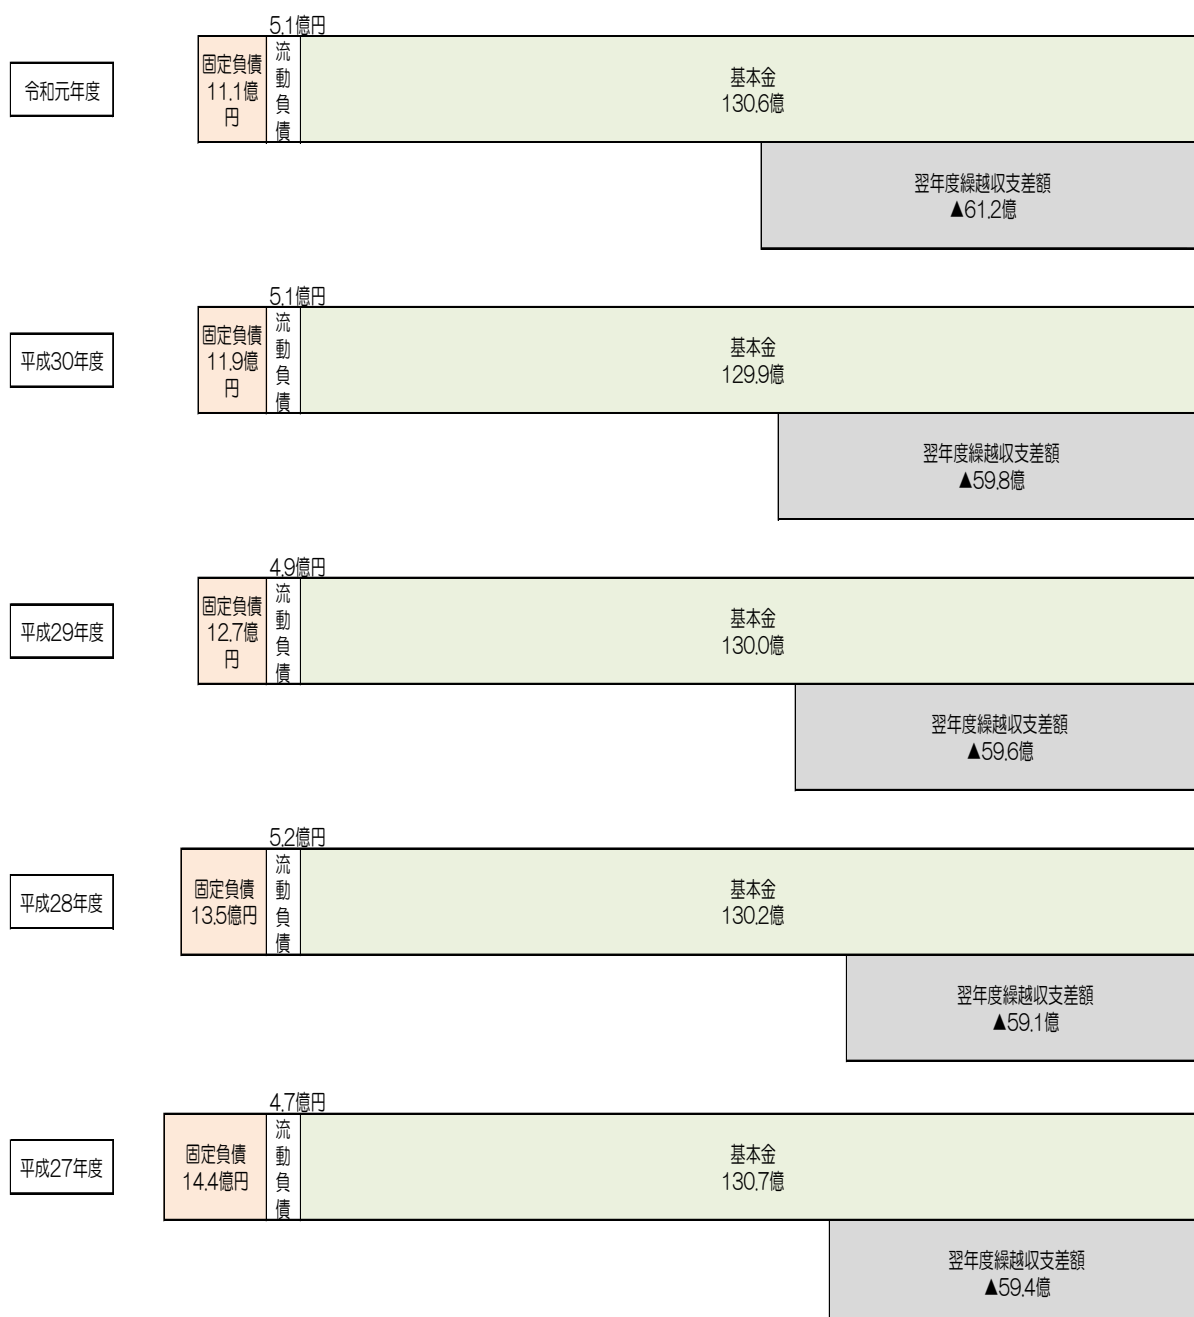 令和元年度
5.1億円
固定負債
11.1億
円
流
動
負
債
基本金
130.6億
翌年度繰越収支差額
▲61.2億
平成30年度
5.1億円
固定負債
11.9億
円
流
動
負
債
基本金
129.9億
翌年度繰越収支差額
▲59.8億
平成29年度
4.9億円
固定負債
12.7億
円
流
動
負
債
基本金
130.0億
翌年度繰越収支差額
▲59.6億
平成28年度
5.2億円
固定負債
13.5億円
流
動
負
債
基本金
130.2億
翌年度繰越収支差額
▲59.1億
平成27年度
4.7億円
固定負債
14.4億円
流
動
負
債
基本金
130.7億
翌年度繰越収支差額
▲59.4億